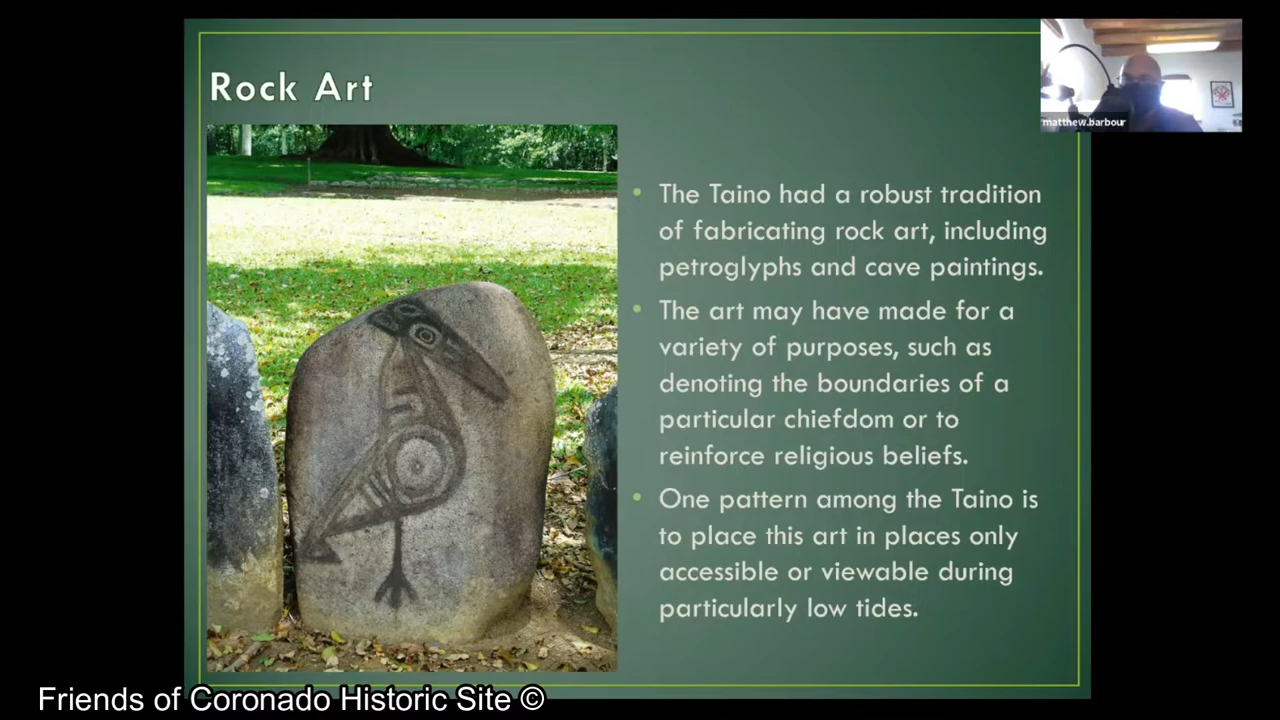 Rock Art
matthew.barbour
• The Taino had a robust tradition
of fabricating rock art, including
petroglyphs and cave paintings.
• The art may have made for a
variety of purposes, such as
denoting the boundaries of a
particular chiefdom or to
reinforce religious beliefs.
• One pattern among the Taino is
to place this art in places only
accessible or viewable during
particularly low tides.
Friends of Coronado Historic Site ©